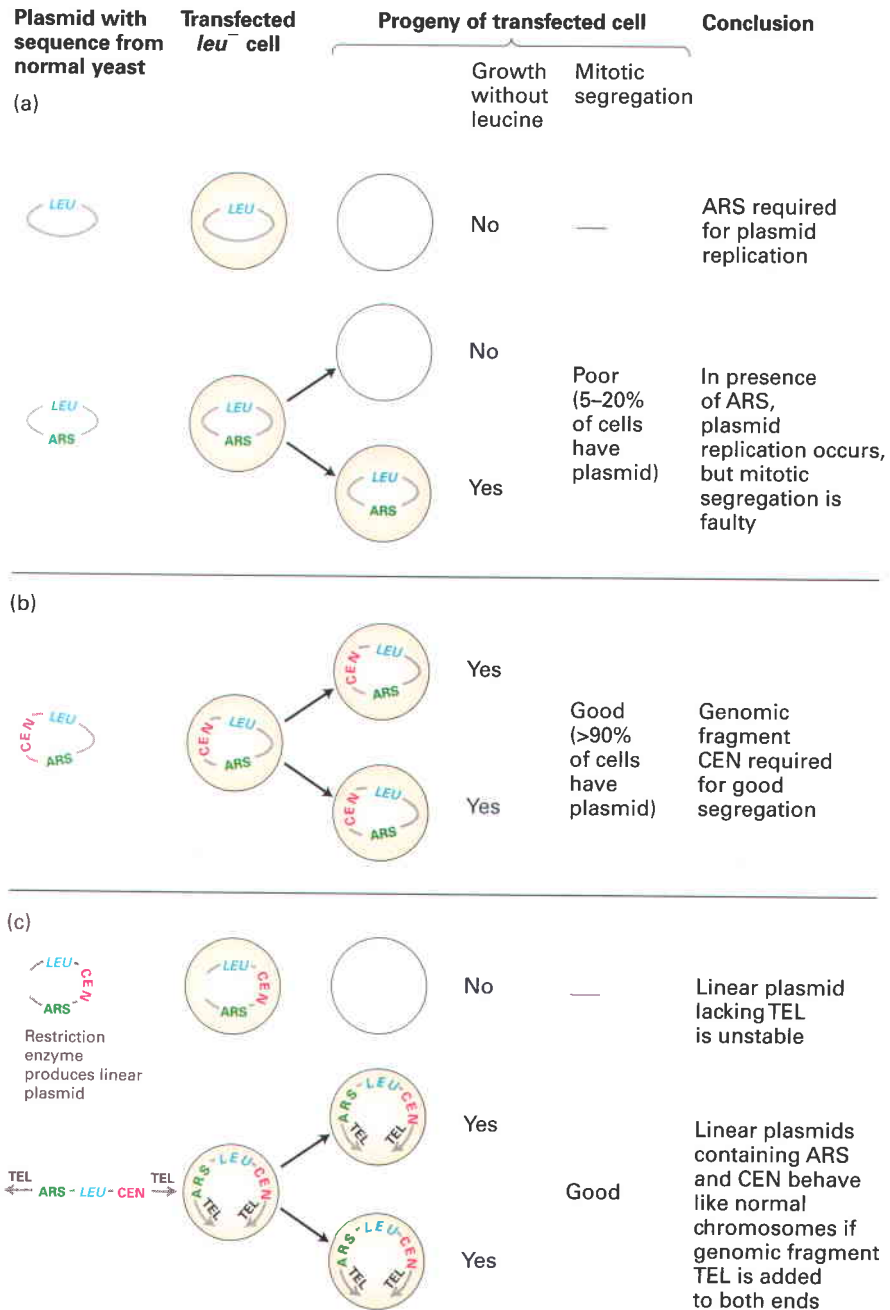 Plasmid with
sequence from
normal yeast
Transfected
leu⁻ cell
Progeny of transfected cell
Growth
without
leucine
Mitotic
segregation
Conclusion
(a)
LEU
LEU
No
—
ARS required
for plasmid
replication
LEU
ARS
LEU
ARS
No
LEU
ARS
Yes
Poor
(5–20%
of cells
have
plasmid)
In presence
of ARS,
plasmid
replication occurs,
but mitotic
segregation is
faulty
(b)
CEN
LEU
ARS
CEN
LEU
ARS
CEN
LEU
ARS
Yes
CEN
LEU
ARS
Yes
Good
(>90%
of cells
have
plasmid)
Genomic
fragment
CEN required
for good
segregation
(c)
LEU
CEN
ARS
Restriction
enzyme
produces linear
plasmid
LEU
CEN
ARS
No
—
Linear plasmid
lacking TEL
is unstable
TEL
ARS - LEU - CEN
TEL
ARS-LEU-CEN
TEL TEL
ARS-LEU-CEN
TEL TEL
Yes
ARS-LEU-CEN
TEL TEL
Yes
Good
Linear plasmids
containing ARS
and CEN behave
like normal
chromosomes if
genomic fragment
TEL is added
to both ends